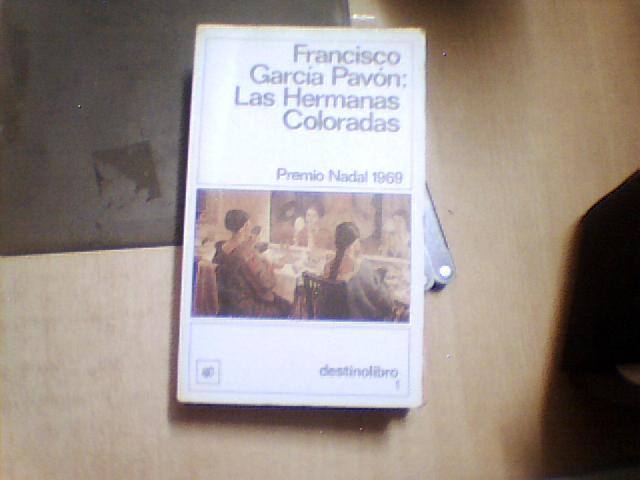 Francisco
García Pavón:
Las Hermanas
Coloradas
Premio Nadal 1969
destinolibro
1